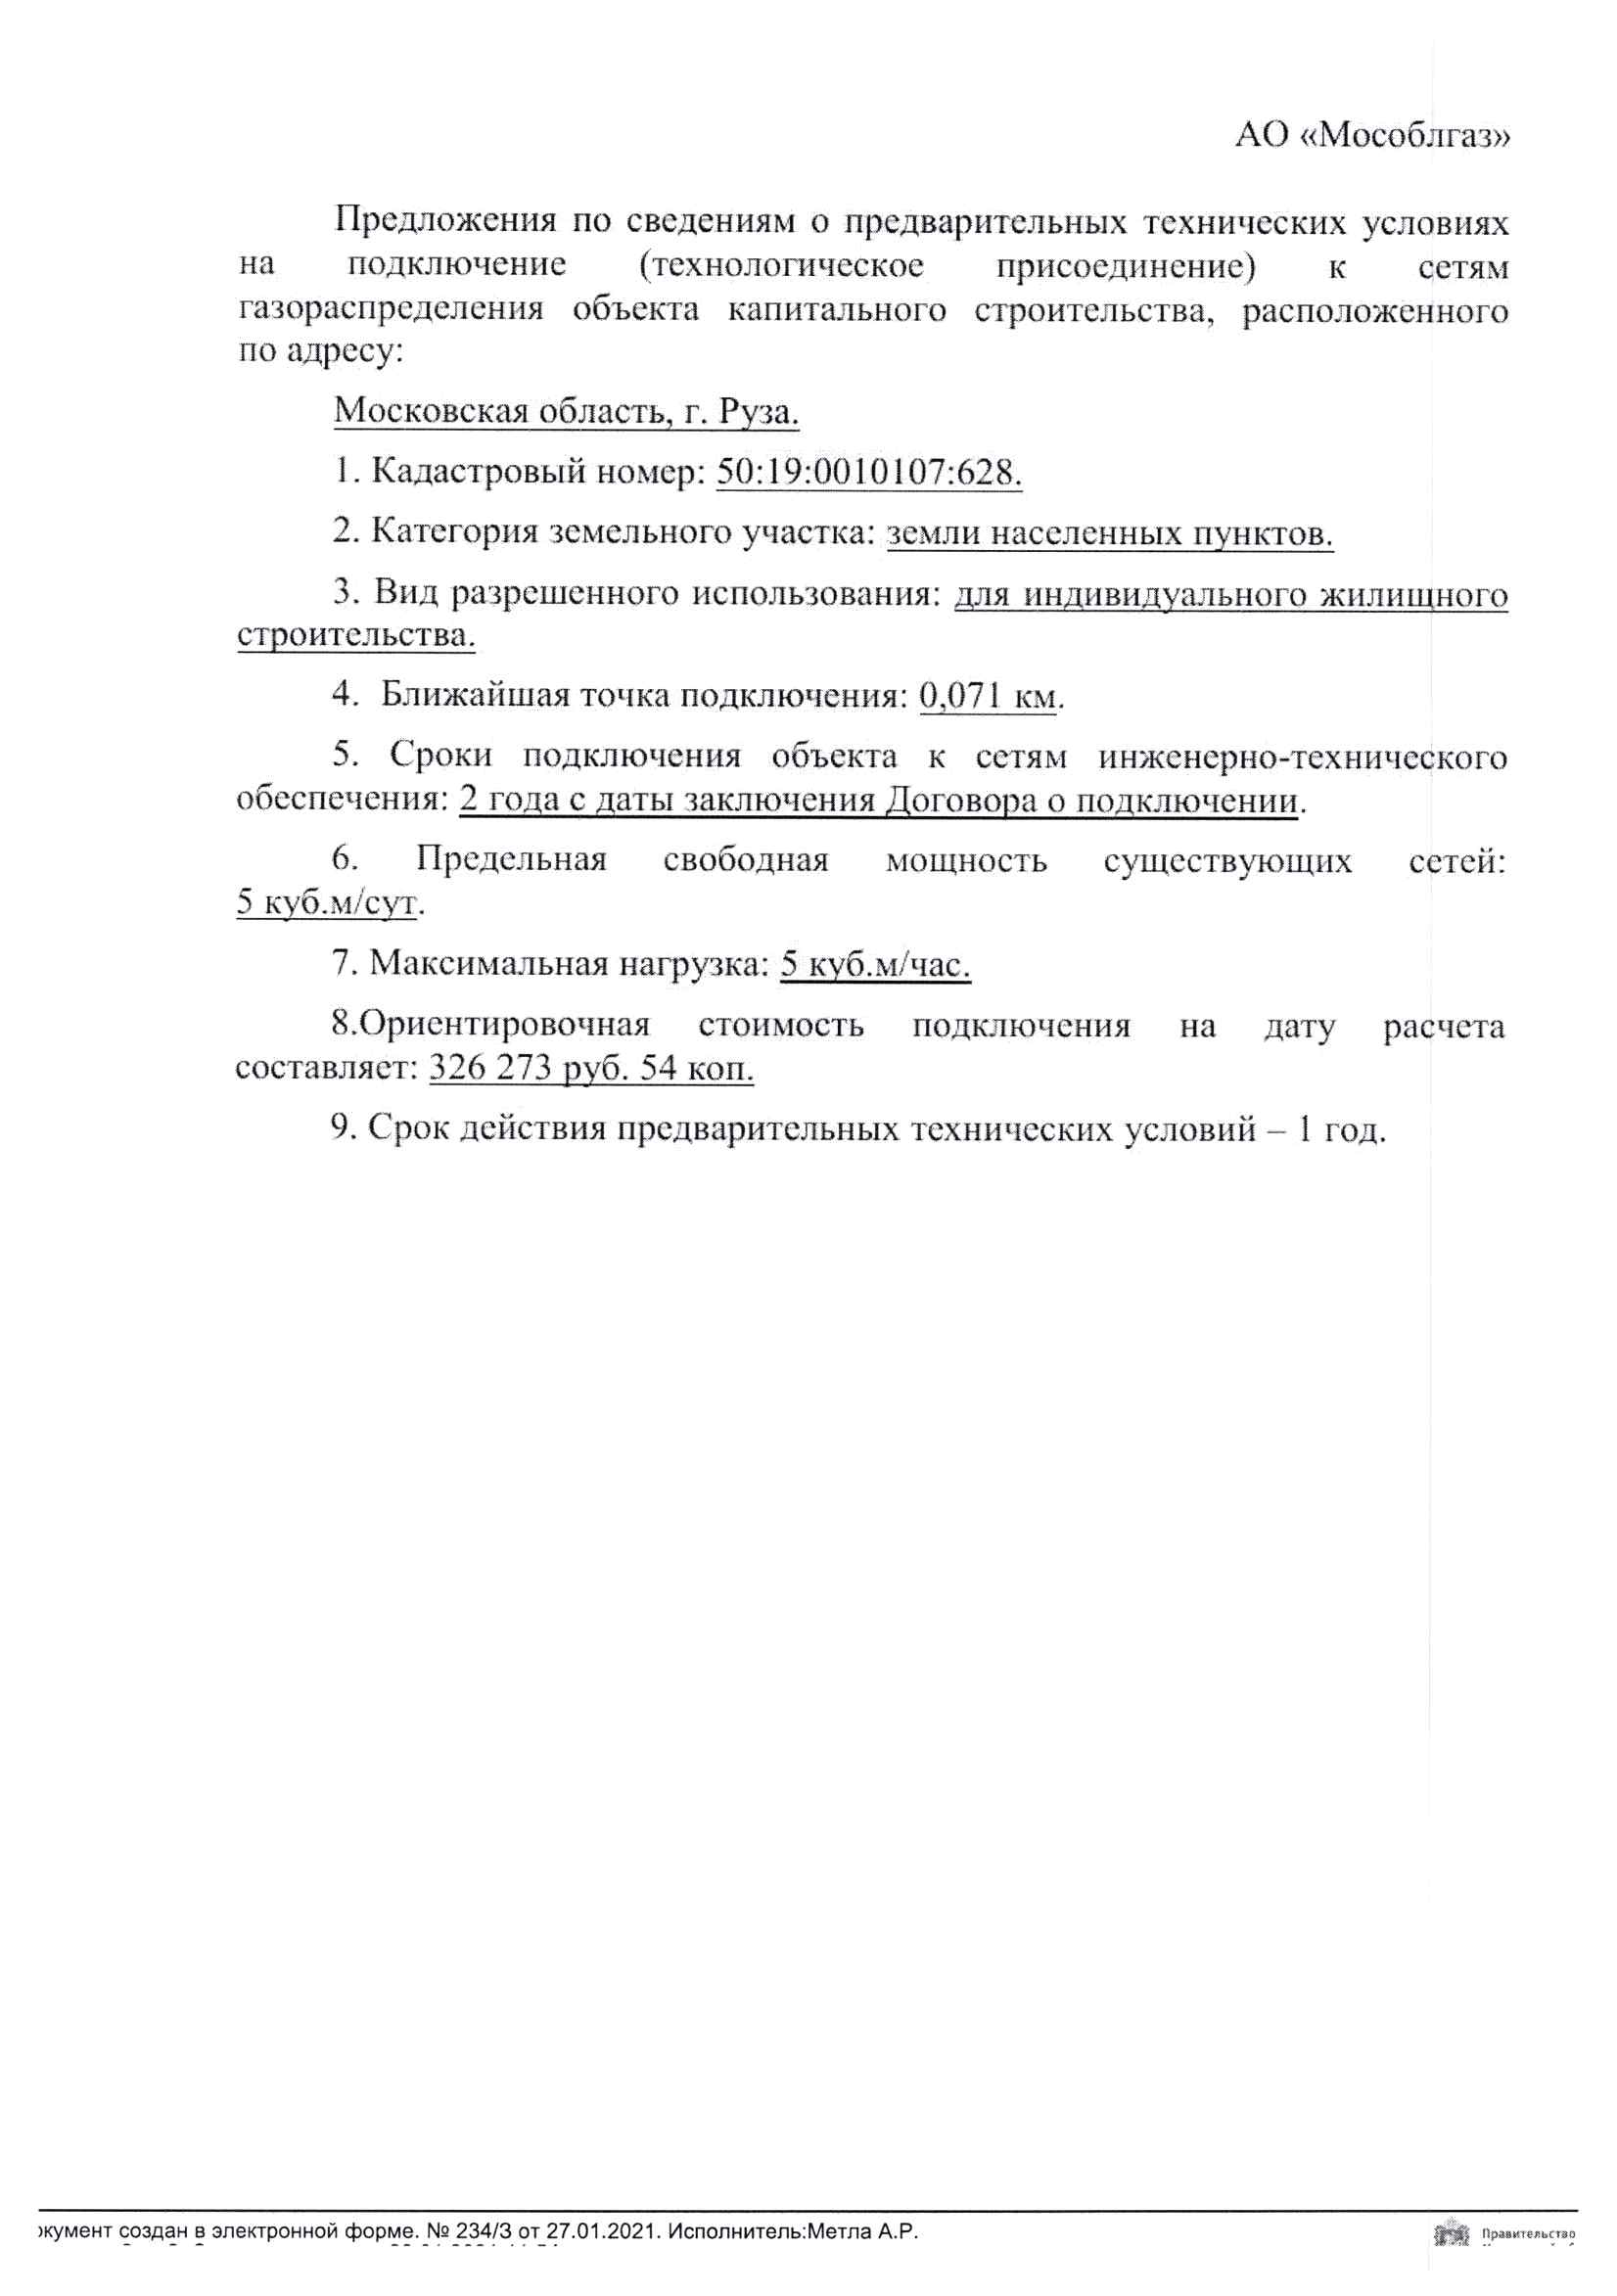 АО «Мособлгаз»
Предложения по сведениям о предварительных технических условиях
на подключение (технологическое присоединение) к сетям
газораспределения объекта капитального строительства, расположенного
по адресу:
Московская область, г. Руза.
1. Кадастровый номер: 50:19:0010107:628.
2. Категория земельного участка: земли населенных пунктов.
3. Вид разрешенного использования: для индивидуального жилищного
строительства.
4. Ближайшая точка подключения: 0,071 км.
5. Сроки подключения объекта к сетям инженерно-технического
обеспечения: 2 года с даты заключения Договора о подключении.
6. Предельная свободная мощность существующих сетей:
5 куб.м/сут.
7. Максимальная нагрузка: 5 куб.м/час.
8.Ориентировочная стоимость подключения на дату расчета
составляет: 326 273 руб. 54 коп.
9. Срок действия предварительных технических условий – 1 год.
окумент создан в электронной форме. № 234/3 от 27.01.2021. Исполнитель:Метла А.Р.
Правительство